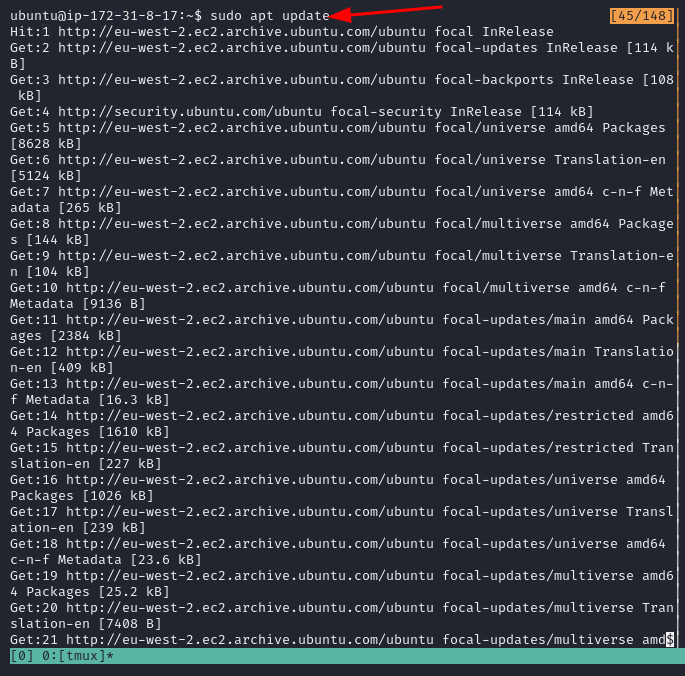 ubuntu@ip-172-31-8-17:~$ sudo apt update [45/148]
Hit:1 http://eu-west-2.ec2.archive.ubuntu.com/ubuntu focal InRelease
Get:2 http://eu-west-2.ec2.archive.ubuntu.com/ubuntu focal-updates InRelease [114 k
B]
Get:3 http://eu-west-2.ec2.archive.ubuntu.com/ubuntu focal-backports InRelease [108
 kB]
Get:4 http://security.ubuntu.com/ubuntu focal-security InRelease [114 kB]
Get:5 http://eu-west-2.ec2.archive.ubuntu.com/ubuntu focal/universe amd64 Packages
[8628 kB]
Get:6 http://eu-west-2.ec2.archive.ubuntu.com/ubuntu focal/universe Translation-en
[5124 kB]
Get:7 http://eu-west-2.ec2.archive.ubuntu.com/ubuntu focal/universe amd64 c-n-f Met
adata [265 kB]
Get:8 http://eu-west-2.ec2.archive.ubuntu.com/ubuntu focal/multiverse amd64 Package
s [144 kB]
Get:9 http://eu-west-2.ec2.archive.ubuntu.com/ubuntu focal/multiverse Translation-e
n [104 kB]
Get:10 http://eu-west-2.ec2.archive.ubuntu.com/ubuntu focal/multiverse amd64 c-n-f
Metadata [9136 B]
Get:11 http://eu-west-2.ec2.archive.ubuntu.com/ubuntu focal-updates/main amd64 Pack
ages [2384 kB]
Get:12 http://eu-west-2.ec2.archive.ubuntu.com/ubuntu focal-updates/main Translatio
n-en [409 kB]
Get:13 http://eu-west-2.ec2.archive.ubuntu.com/ubuntu focal-updates/main amd64 c-n-
f Metadata [16.3 kB]
Get:14 http://eu-west-2.ec2.archive.ubuntu.com/ubuntu focal-updates/restricted amd6
4 Packages [1610 kB]
Get:15 http://eu-west-2.ec2.archive.ubuntu.com/ubuntu focal-updates/restricted Tran
slation-en [227 kB]
Get:16 http://eu-west-2.ec2.archive.ubuntu.com/ubuntu focal-updates/universe amd64
Packages [1026 kB]
Get:17 http://eu-west-2.ec2.archive.ubuntu.com/ubuntu focal-updates/universe Transl
ation-en [239 kB]
Get:18 http://eu-west-2.ec2.archive.ubuntu.com/ubuntu focal-updates/universe amd64
c-n-f Metadata [23.6 kB]
Get:19 http://eu-west-2.ec2.archive.ubuntu.com/ubuntu focal-updates/multiverse amd6
4 Packages [25.2 kB]
Get:20 http://eu-west-2.ec2.archive.ubuntu.com/ubuntu focal-updates/multiverse Tran
slation-en [7408 B]
Get:21 http://eu-west-2.ec2.archive.ubuntu.com/ubuntu focal-updates/multiverse amd$
[0] 0:[tmux]*